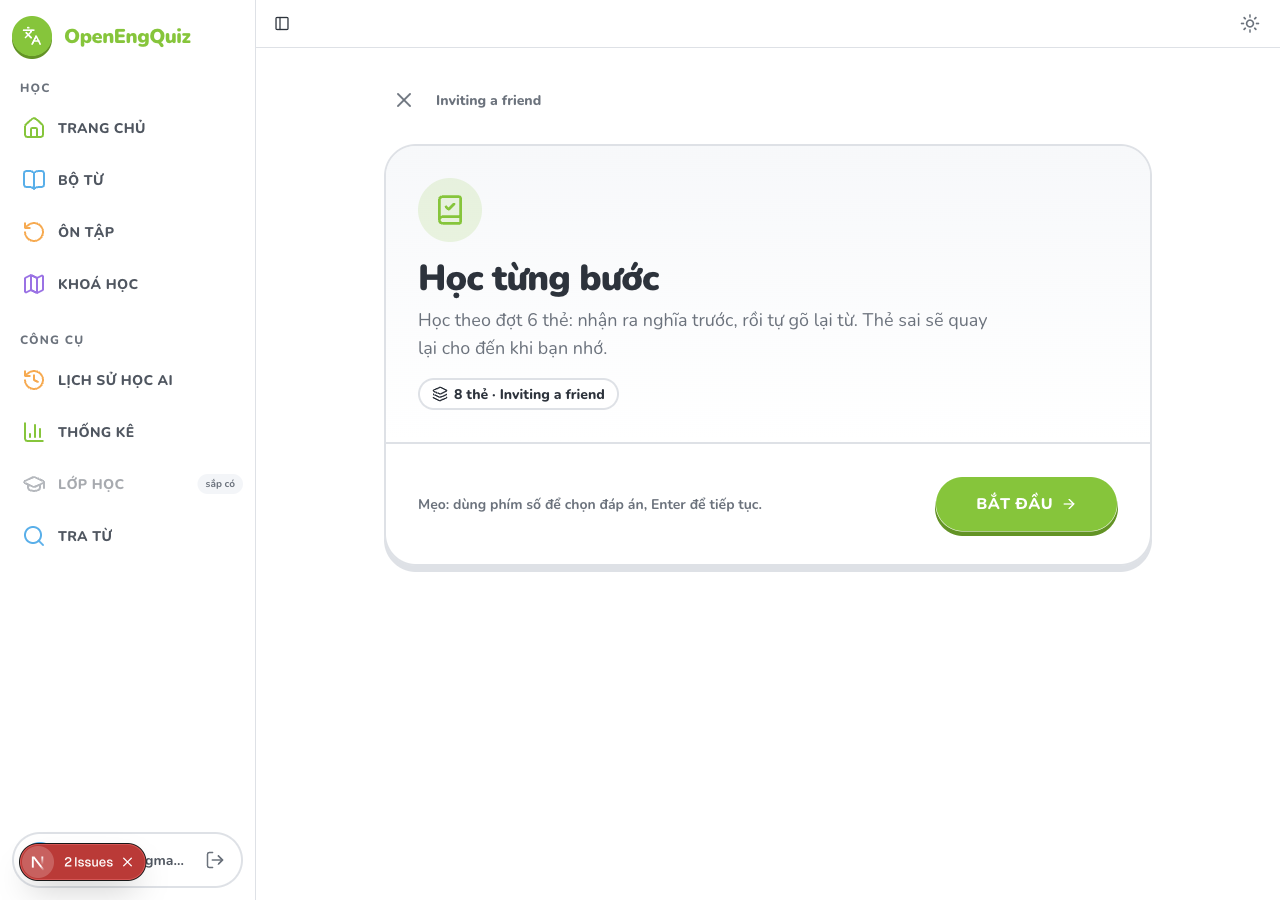 OpenEngQuiz
HỌC
TRANG CHỦ
BỘ TỪ
ÔN TẬP
KHOÁ HỌC
CÔNG CỤ
LỊCH SỬ HỌC AI
THỐNG KÊ
LỚP HỌC
sắp có
TRA TỪ
N
2 Issues
gma...
Inviting a friend
Học từng bước
Học theo đợt 6 thẻ: nhận ra nghĩa trước, rồi tự gõ lại từ. Thẻ sai sẽ quay
lại cho đến khi bạn nhớ.
8 thẻ · Inviting a friend
Mẹo: dùng phím số để chọn đáp án, Enter để tiếp tục.
BẮT ĐẦU →